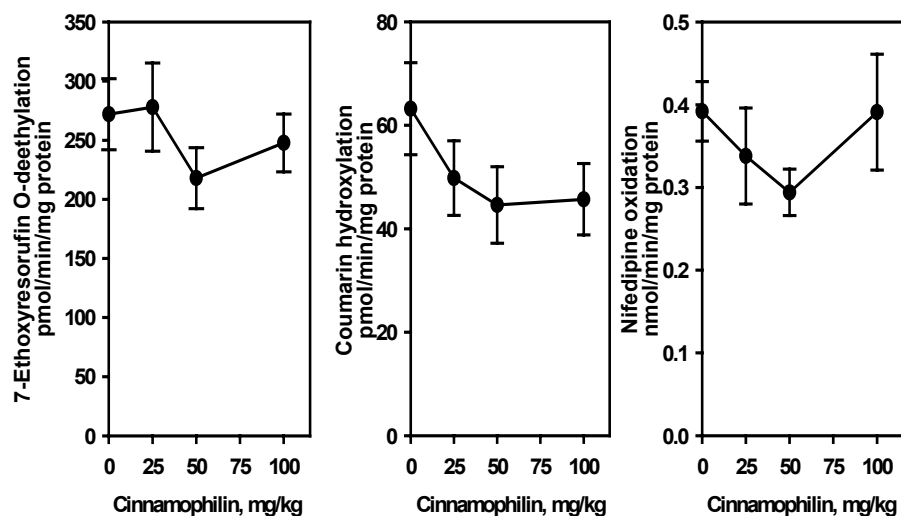 7-Ethoxyresorufin O-deethylation
pmol/min/mg protein
350
300
250
200
150
100
50
0
0 25 50 75 100
Cinnamophilin, mg/kg
Coumarin hydroxylation
pmol/min/mg protein
80
60
40
20
0
0 25 50 75 100
Cinnamophilin, mg/kg
Nifedipine oxidation
nmol/min/mg protein
0.5
0.4
0.3
0.2
0.1
0.0
0 25 50 75 100
Cinnamophilin, mg/kg